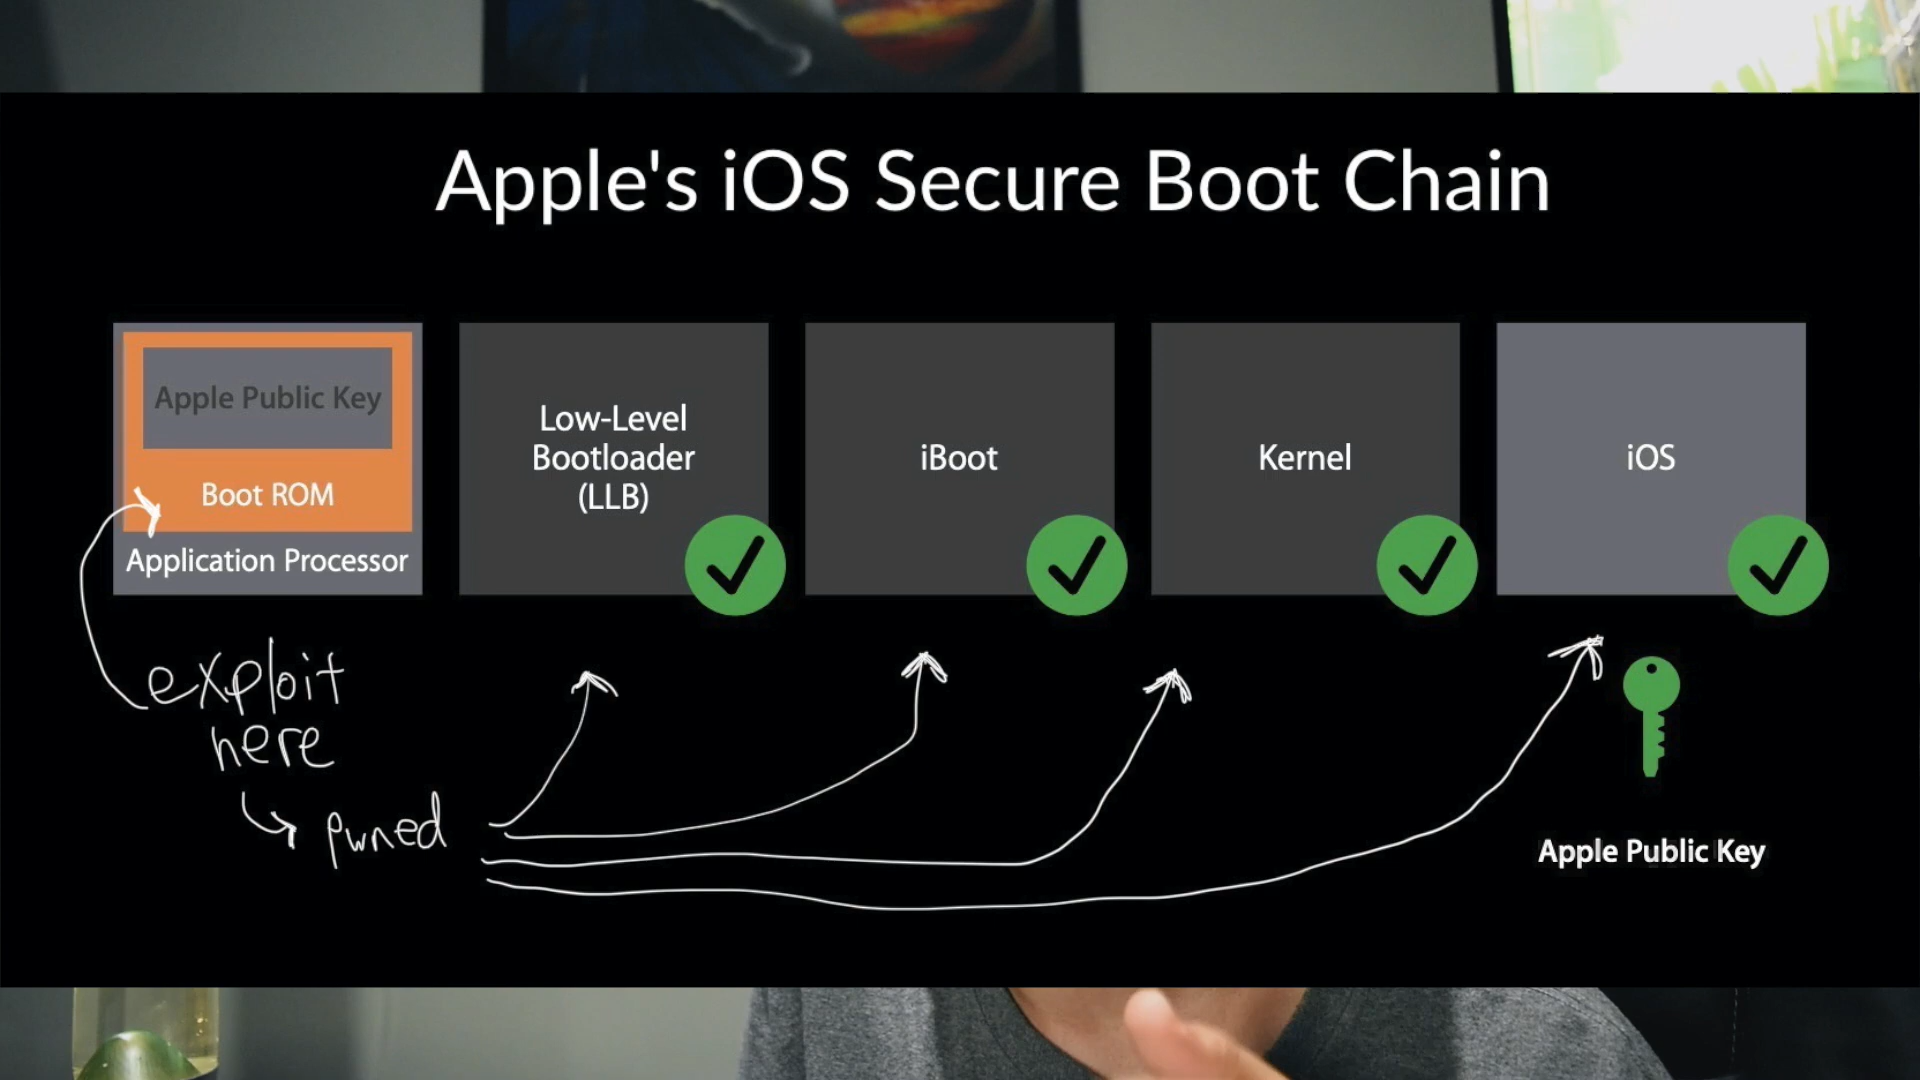 Apple's iOS Secure Boot Chain
Apple Public Key
Boot ROM
Application Processor
Low-Level
Bootloader
(LLB)
iBoot
Kernel
iOS
exploit
here
pwned
Apple Public Key